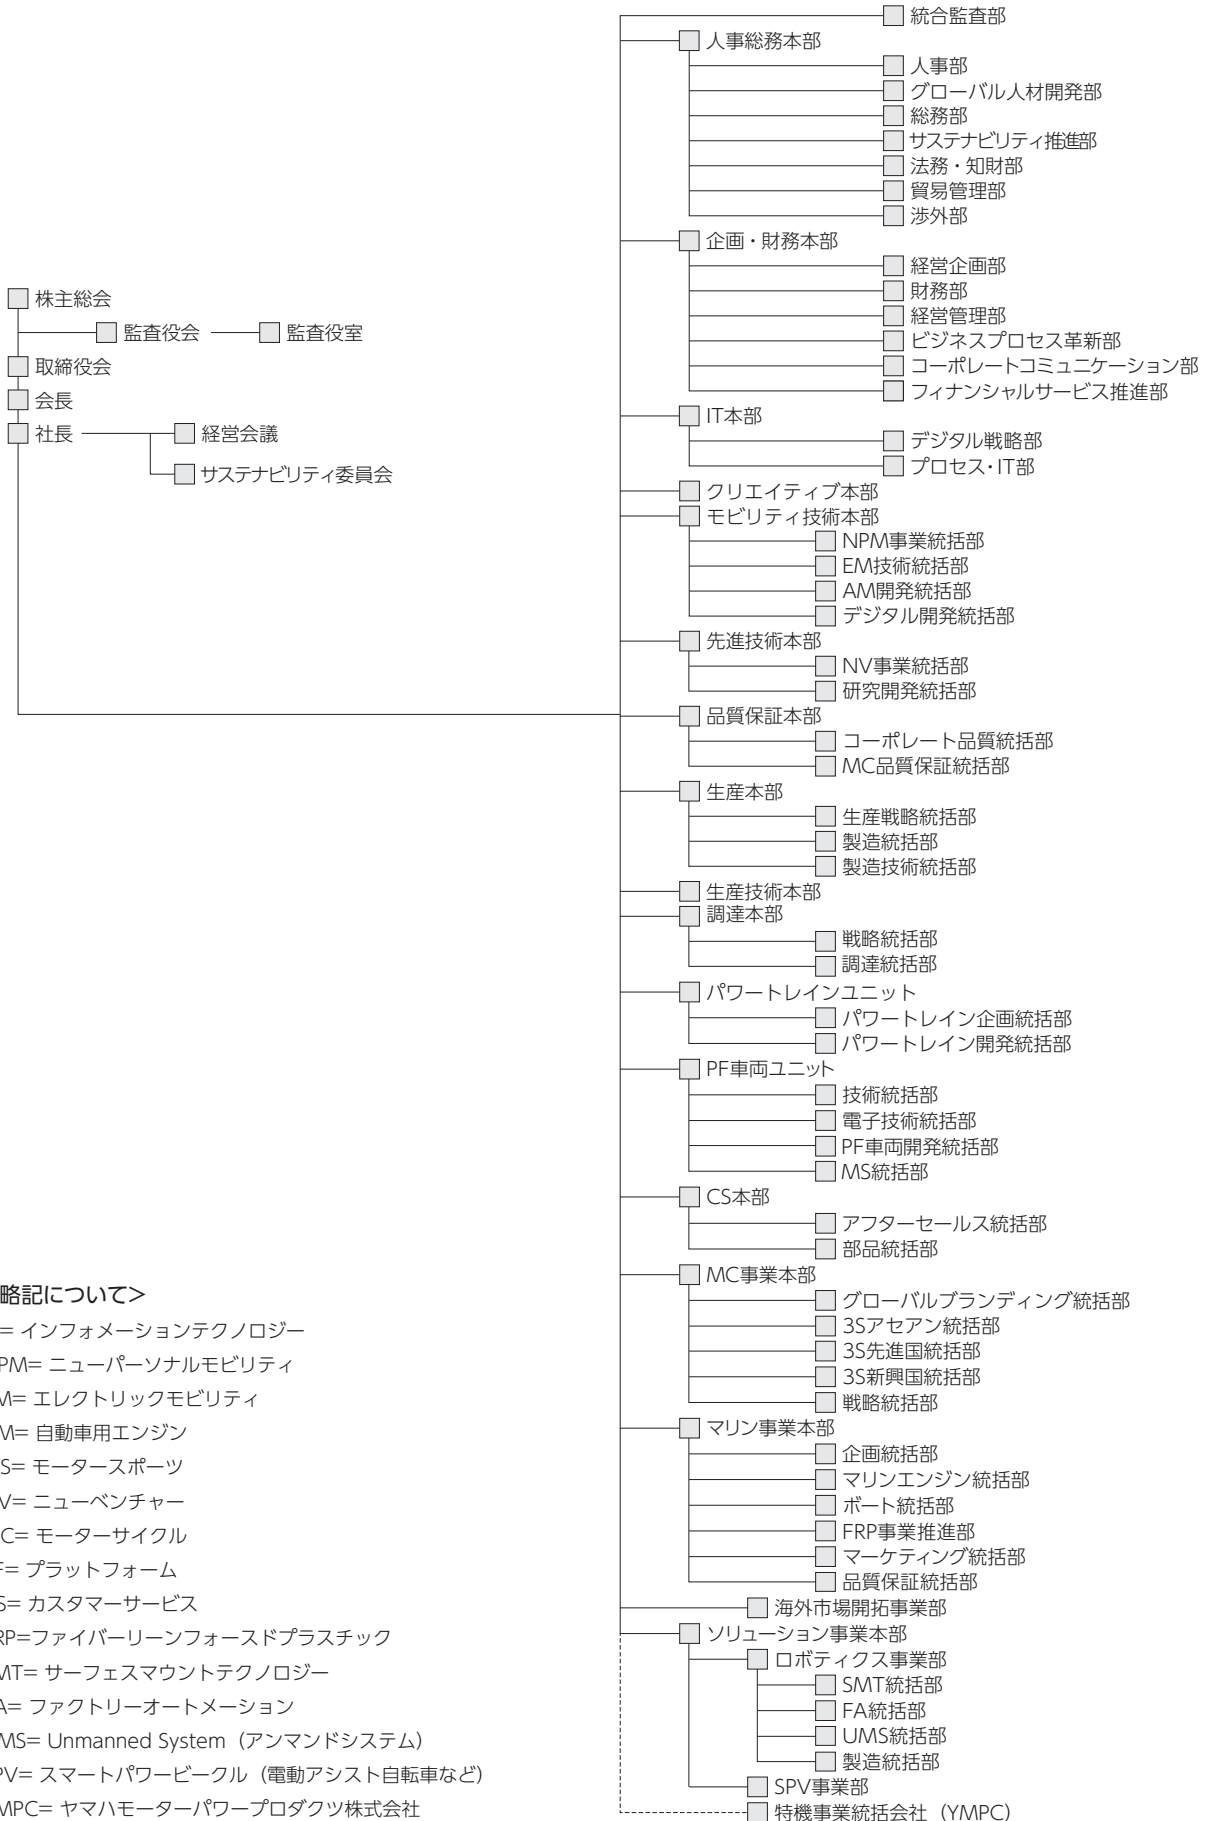 株主総会
監査役会
監査役室
取締役会
会長
社長
経営会議
サステナビリティ委員会
統合監査部
人事総務本部
人事部
グローバル人材開発部
総務部
サステナビリティ推進部
法務・知財部
貿易管理部
渉外部
企画・財務本部
経営企画部
財務部
経営管理部
ビジネスプロセス革新部
コーポレートコミュニケーション部
フィナンシャルサービス推進部
IT本部
デジタル戦略部
プロセス・IT部
クリエイティブ本部
モビリティ技術本部
NPM事業統括部
EM技術統括部
AM開発統括部
デジタル開発統括部
先進技術本部
NV事業統括部
研究開発統括部
品質保証本部
コーポレート品質統括部
MC品質保証統括部
生産本部
生産戦略統括部
製造統括部
製造技術統括部
生産技術本部
調達本部
戦略統括部
調達統括部
パワートレインユニット
パワートレイン企画統括部
パワートレイン開発統括部
PF車両ユニット
技術統括部
電子技術統括部
PF車両開発統括部
MS統括部
CS本部
アフターセールス統括部
部品統括部
MC事業本部
グローバルブランディング統括部
3Sアセアン統括部
3S先進国統括部
3S新興国統括部
戦略統括部
マリン事業本部
企画統括部
マリンエンジン統括部
ボート統括部
FRP事業推進部
マーケティング統括部
品質保証統括部
海外市場開拓事業部
ソリューション事業本部
ロボティクス事業部
SMT統括部
FA統括部
UMS統括部
製造統括部
SPV事業部
特機事業統括会社（YMPC）
略記について>
= インフォメーションテクノロジー
PM= ニューパーソナルモビリティ
M= エレクトリックモビリティ
M= 自動車用エンジン
S= モータースポーツ
V= ニューベンチャー
C= モーターサイクル
F= プラットフォーム
S= カスタマーサービス
RP=ファイバーリーンフォースドプラスチック
MT= サーフェスマウントテクノロジー
A= ファクトリーオートメーション
MS= Unmanned System（アンマンドシステム）
PV= スマートパワービークル（電動アシスト自転車など）
MPC= ヤマハモーターパワープロダクツ株式会社